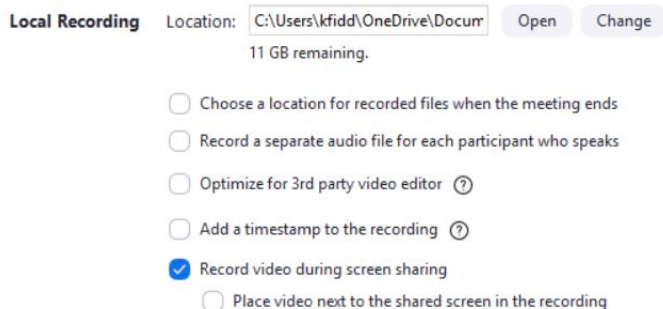 Local Recording Location: C:\Users\kfidd\OneDrive\Docum Open Change
11 GB remaining.
Choose a location for recorded files when the meeting ends
Record a separate audio file for each participant who speaks
Optimize for 3rd party video editor ?
Add a timestamp to the recording ?
Record video during screen sharing
Place video next to the shared screen in the recording